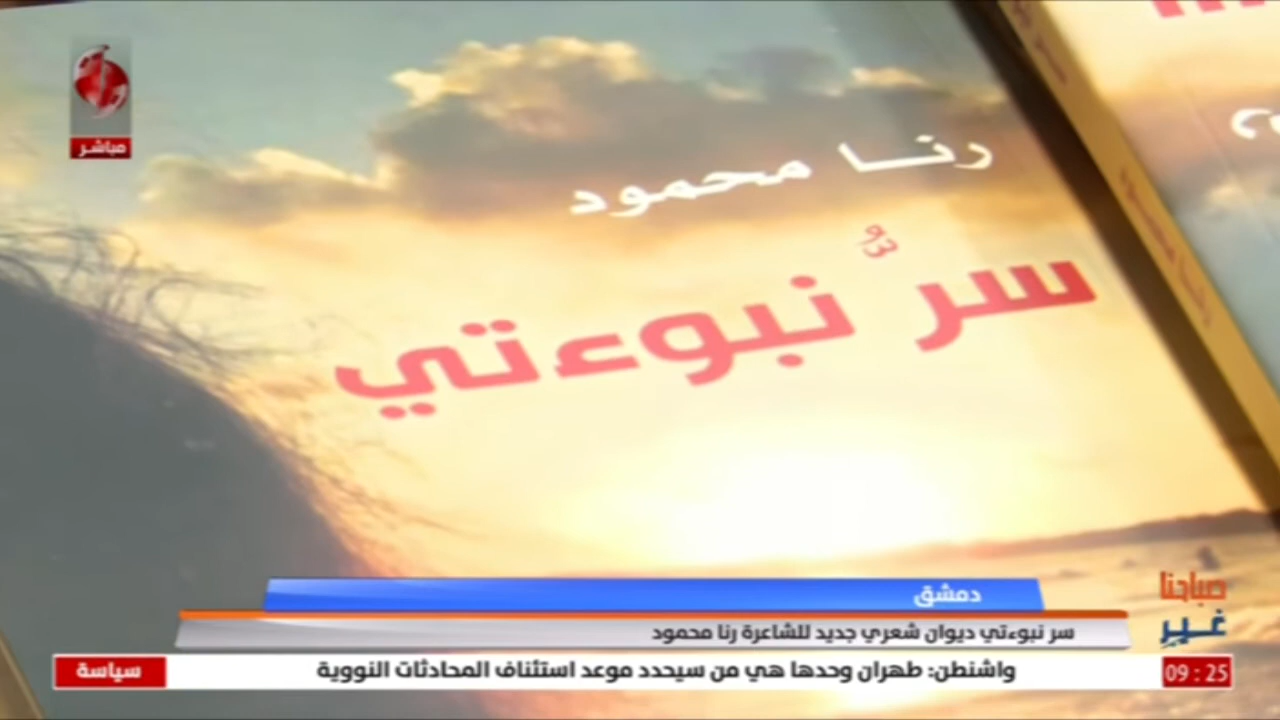 مباشر
رنا محمود
سرُّ نبوءتي
دمشق
سر نبوءتي ديوان شعري جديد للشاعرة رنا محمود
صباحنا
غير
واشنطن: طهران وحدها هي من سيحدد موعد استئناف المحادثات النووية
سياسة
09 : 25